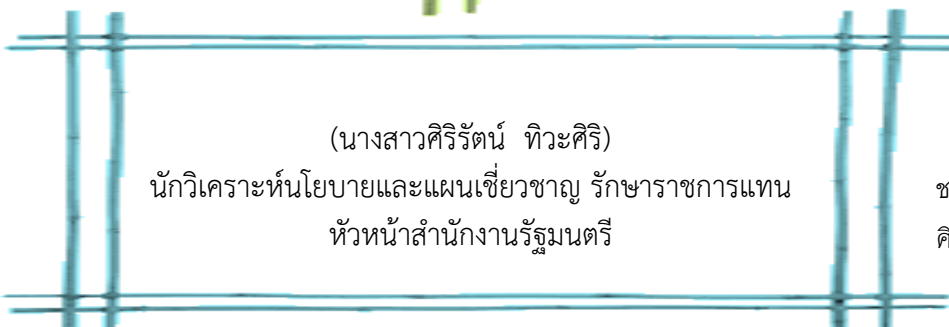 (นางสาวศิริรัตน์ ทิวะศิริ)
นักวิเคราะห์นโยบายและแผนเชี่ยวชาญ รักษาราชการแทน
หัวหน้าสำนักงานรัฐมนตรี